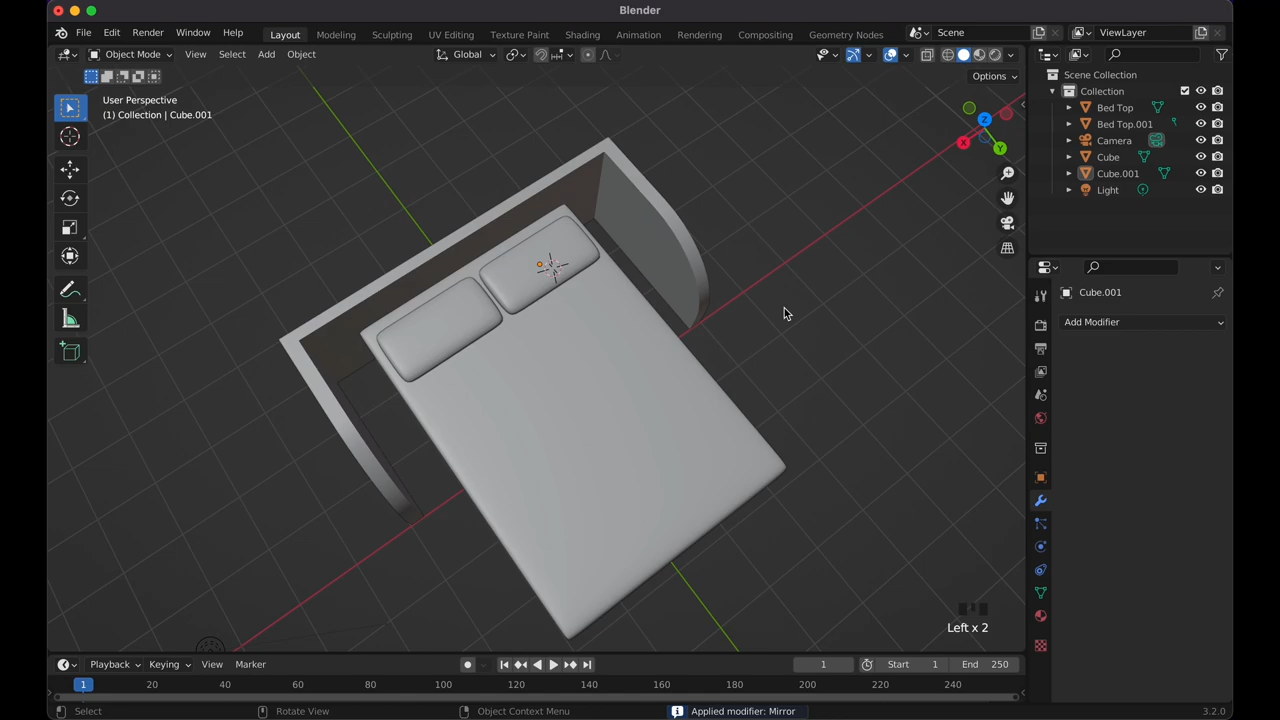 Blender
File Edit Render Window Help Layout Modeling Sculpting UV Editing Texture Paint Shading Animation Rendering Compositing Geometry Nodes Scene ViewLayer
Object Mode View Select Add Object Global
Options
User Perspective
(1) Collection | Cube.001
X
Y
Z
Scene Collection
Collection
Bed Top
Bed Top.001
Camera
Cube
Cube.001
Light
Cube.001
Add Modifier
Left x 2
Playback Keying View Marker 1 Start 1 End 250
1 20 40 60 80 100 120 140 160 180 200 220 240
Select Rotate View Object Context Menu Applied modifier: Mirror 3.2.0